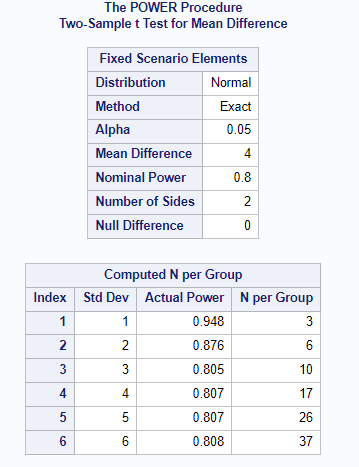 The POWER Procedure
Two-Sample t Test for Mean Difference
Fixed Scenario Elements
Distribution Normal
Method Exact
Alpha 0.05
Mean Difference 4
Nominal Power 0.8
Number of Sides 2
Null Difference 0
Computed N per Group
Index Std Dev Actual Power N per Group
1 1 0.948 3
2 2 0.876 6
3 3 0.805 10
4 4 0.807 17
5 5 0.807 26
6 6 0.808 37